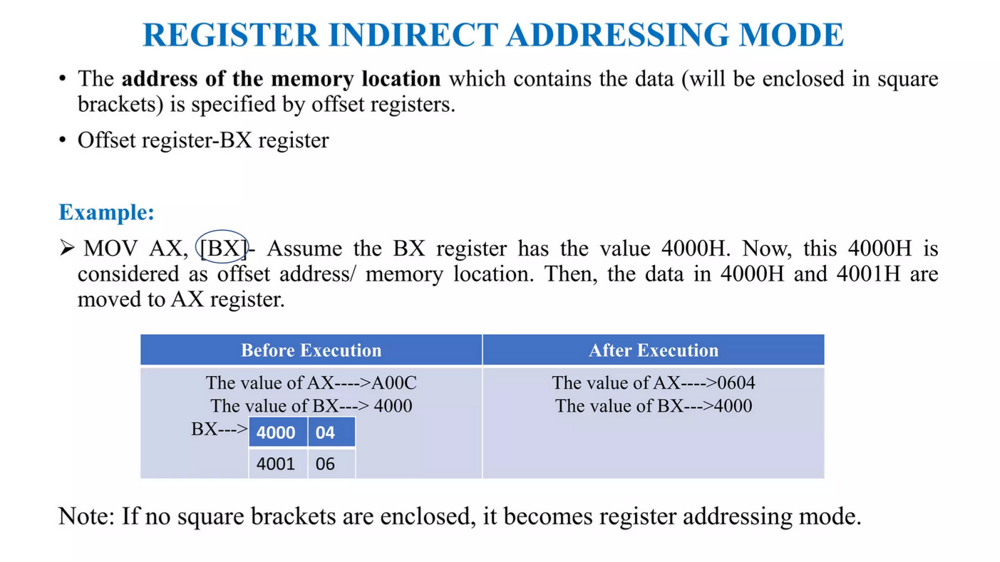 REGISTER INDIRECT ADDRESSING MODE
• The address of the memory location which contains the data (will be enclosed in square
brackets) is specified by offset registers.
• Offset register-BX register
Example:
➢ MOV AX, [BX]- Assume the BX register has the value 4000H. Now, this 4000H is
considered as offset address/ memory location. Then, the data in 4000H and 4001H are
moved to AX register.
Before Execution
After Execution
The value of AX---->A00C
The value of BX---> 4000
BX--->
4000 04
4001 06
The value of AX---->0604
The value of BX--->4000
Note: If no square brackets are enclosed, it becomes register addressing mode.